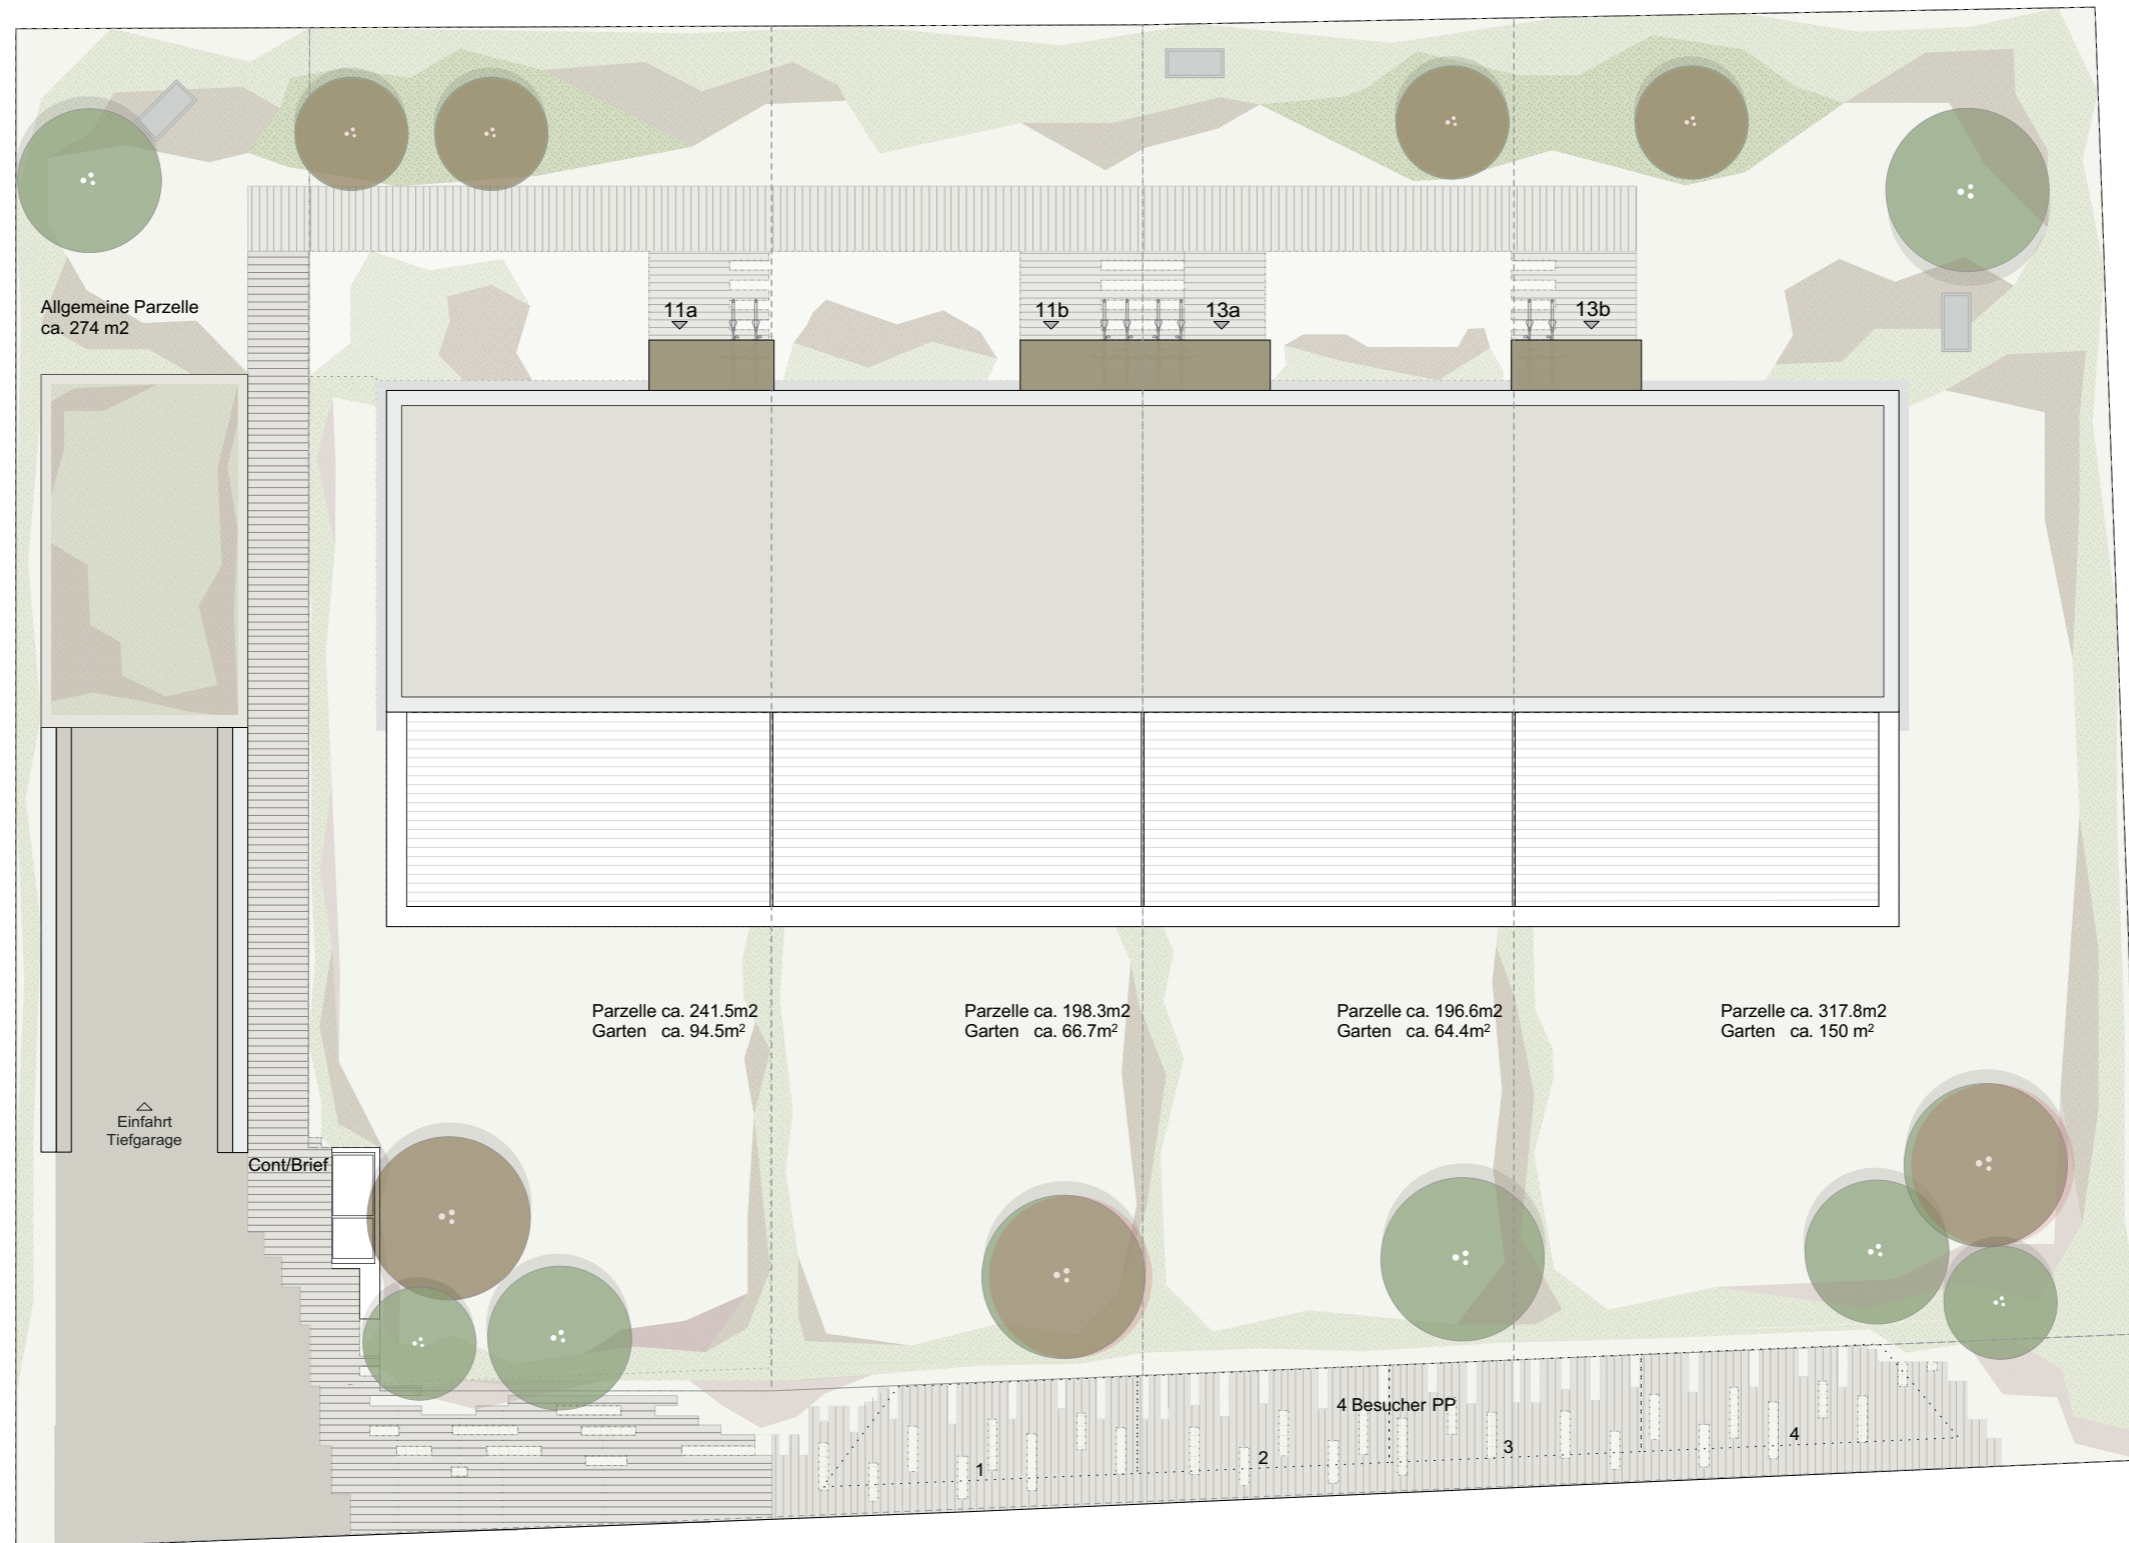 Allgemeine Parzelle
ca. 274 m2
11a
11b
13a
13b
Parzelle ca. 241.5m2
Garten ca. 94.5m²
Parzelle ca. 198.3m2
Garten ca. 66.7m²
Parzelle ca. 196.6m2
Garten ca. 64.4m²
Parzelle ca. 317.8m2
Garten ca. 150 m²
Einfahrt
Tiefgarage
Cont/Brief
4 Besucher PP
1
2
3
4